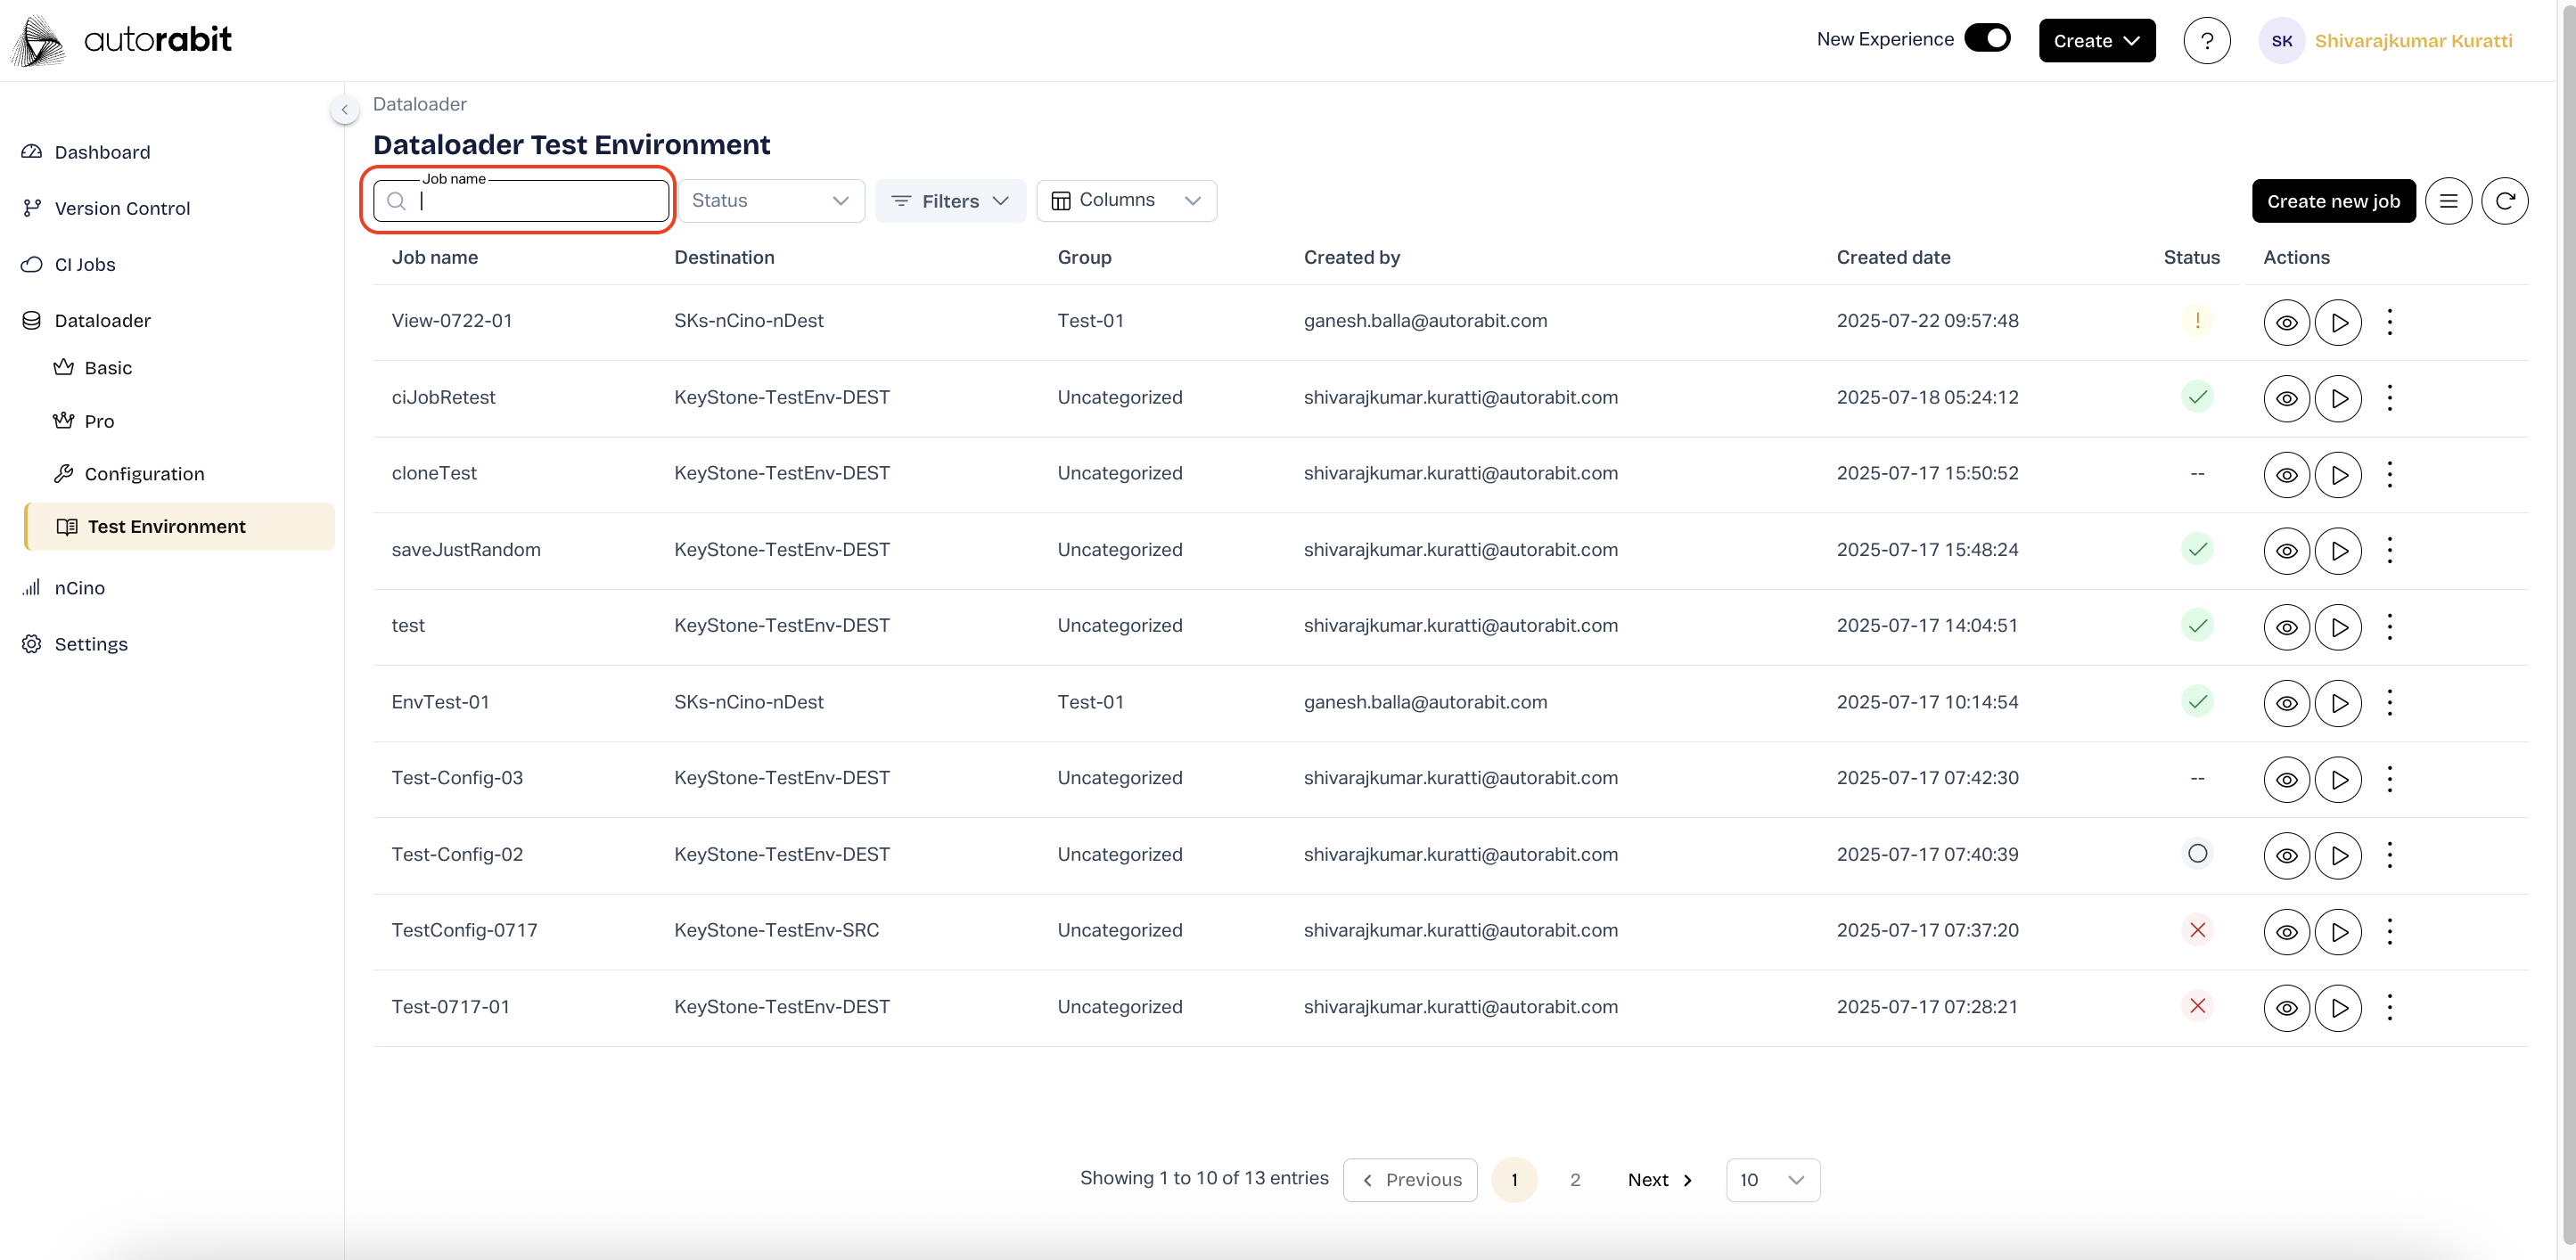 autorabit
New Experience
Create
?
SK
Shivarajkumar Kuratti
Dashboard
Version Control
CI Jobs
Dataloader
Basic
Pro
Configuration
Test Environment
nCino
Settings
Dataloader
Dataloader Test Environment
Job name
Status
Filters
Columns
Create new job
Job name Destination Group Created by Created date Status Actions
View-0722-01 SKs-nCino-nDest Test-01 ganesh.balla@autorabit.com 2025-07-22 09:57:48 !
ciJobRetest KeyStone-TestEnv-DEST Uncategorized shivarajkumar.kuratti@autorabit.com 2025-07-18 05:24:12
cloneTest KeyStone-TestEnv-DEST Uncategorized shivarajkumar.kuratti@autorabit.com 2025-07-17 15:50:52 --
saveJustRandom KeyStone-TestEnv-DEST Uncategorized shivarajkumar.kuratti@autorabit.com 2025-07-17 15:48:24
test KeyStone-TestEnv-DEST Uncategorized shivarajkumar.kuratti@autorabit.com 2025-07-17 14:04:51
EnvTest-01 SKs-nCino-nDest Test-01 ganesh.balla@autorabit.com 2025-07-17 10:14:54
Test-Config-03 KeyStone-TestEnv-DEST Uncategorized shivarajkumar.kuratti@autorabit.com 2025-07-17 07:42:30 --
Test-Config-02 KeyStone-TestEnv-DEST Uncategorized shivarajkumar.kuratti@autorabit.com 2025-07-17 07:40:39
TestConfig-0717 KeyStone-TestEnv-SRC Uncategorized shivarajkumar.kuratti@autorabit.com 2025-07-17 07:37:20
Test-0717-01 KeyStone-TestEnv-DEST Uncategorized shivarajkumar.kuratti@autorabit.com 2025-07-17 07:28:21
Showing 1 to 10 of 13 entries Previous 1 2 Next 10